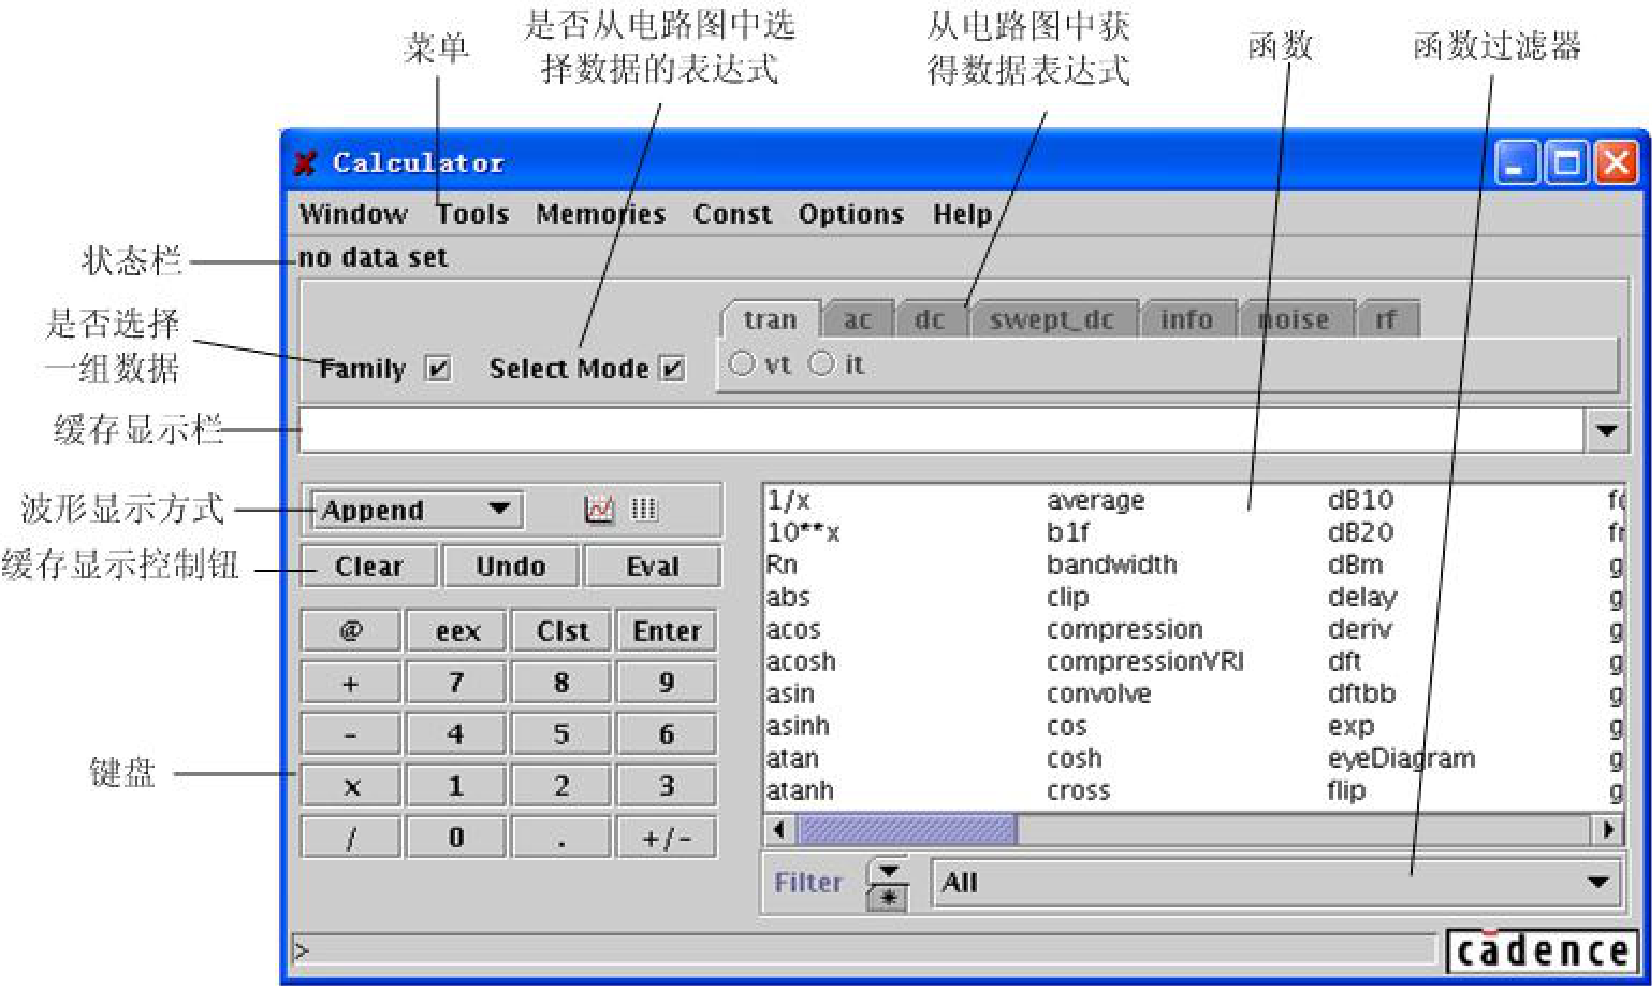 菜单
是否从电路图中选
择数据的表达式
从电路图中获
得数据表达式
函数
函数过滤器
Calculator
Window Tools Memories Const Options Help
状态栏
no data set
是否选择
一组数据
Family
Select Mode
tran ac dc swept_dc info noise rf
vt it
缓存显示栏
波形显示方式
Append
缓存显示控制钮
Clear Undo Eval
键盘
@ eex Clst Enter
+ 7 8 9
- 4 5 6
x 1 2 3
/ 0 . +/-
1/x average dB10
10**x b1f dB20
Rn bandwidth dBm g
abs clip delay g
acos compression deriv g
acosh compressionVRI dft g
asin convolve dftbb g
asinh cos exp g
atan cosh eyeDiagram g
atanh cross flip g
Filter
All
>
cadence